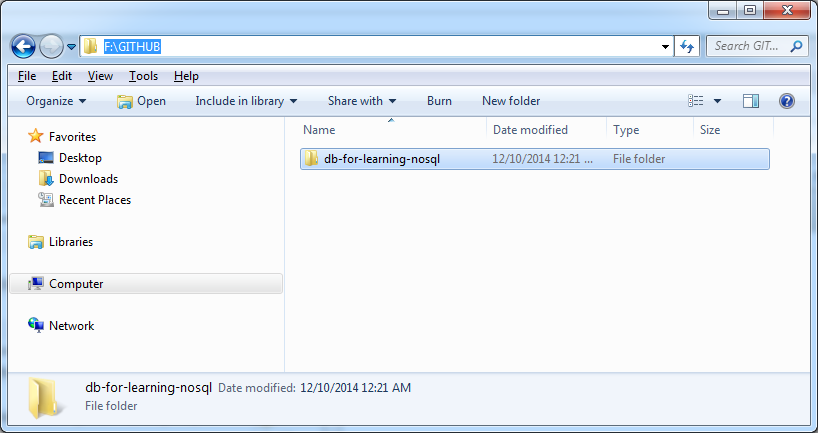 F:\GITHUB
Search GIT...
File Edit View Tools Help
Organize Open Include in library Share with Burn New folder
Favorites
Desktop
Downloads
Recent Places
Libraries
Computer
Network
Name Date modified Type Size
db-for-learning-nosql 12/10/2014 12:21 ... File folder
db-for-learning-nosql Date modified: 12/10/2014 12:21 AM
File folder